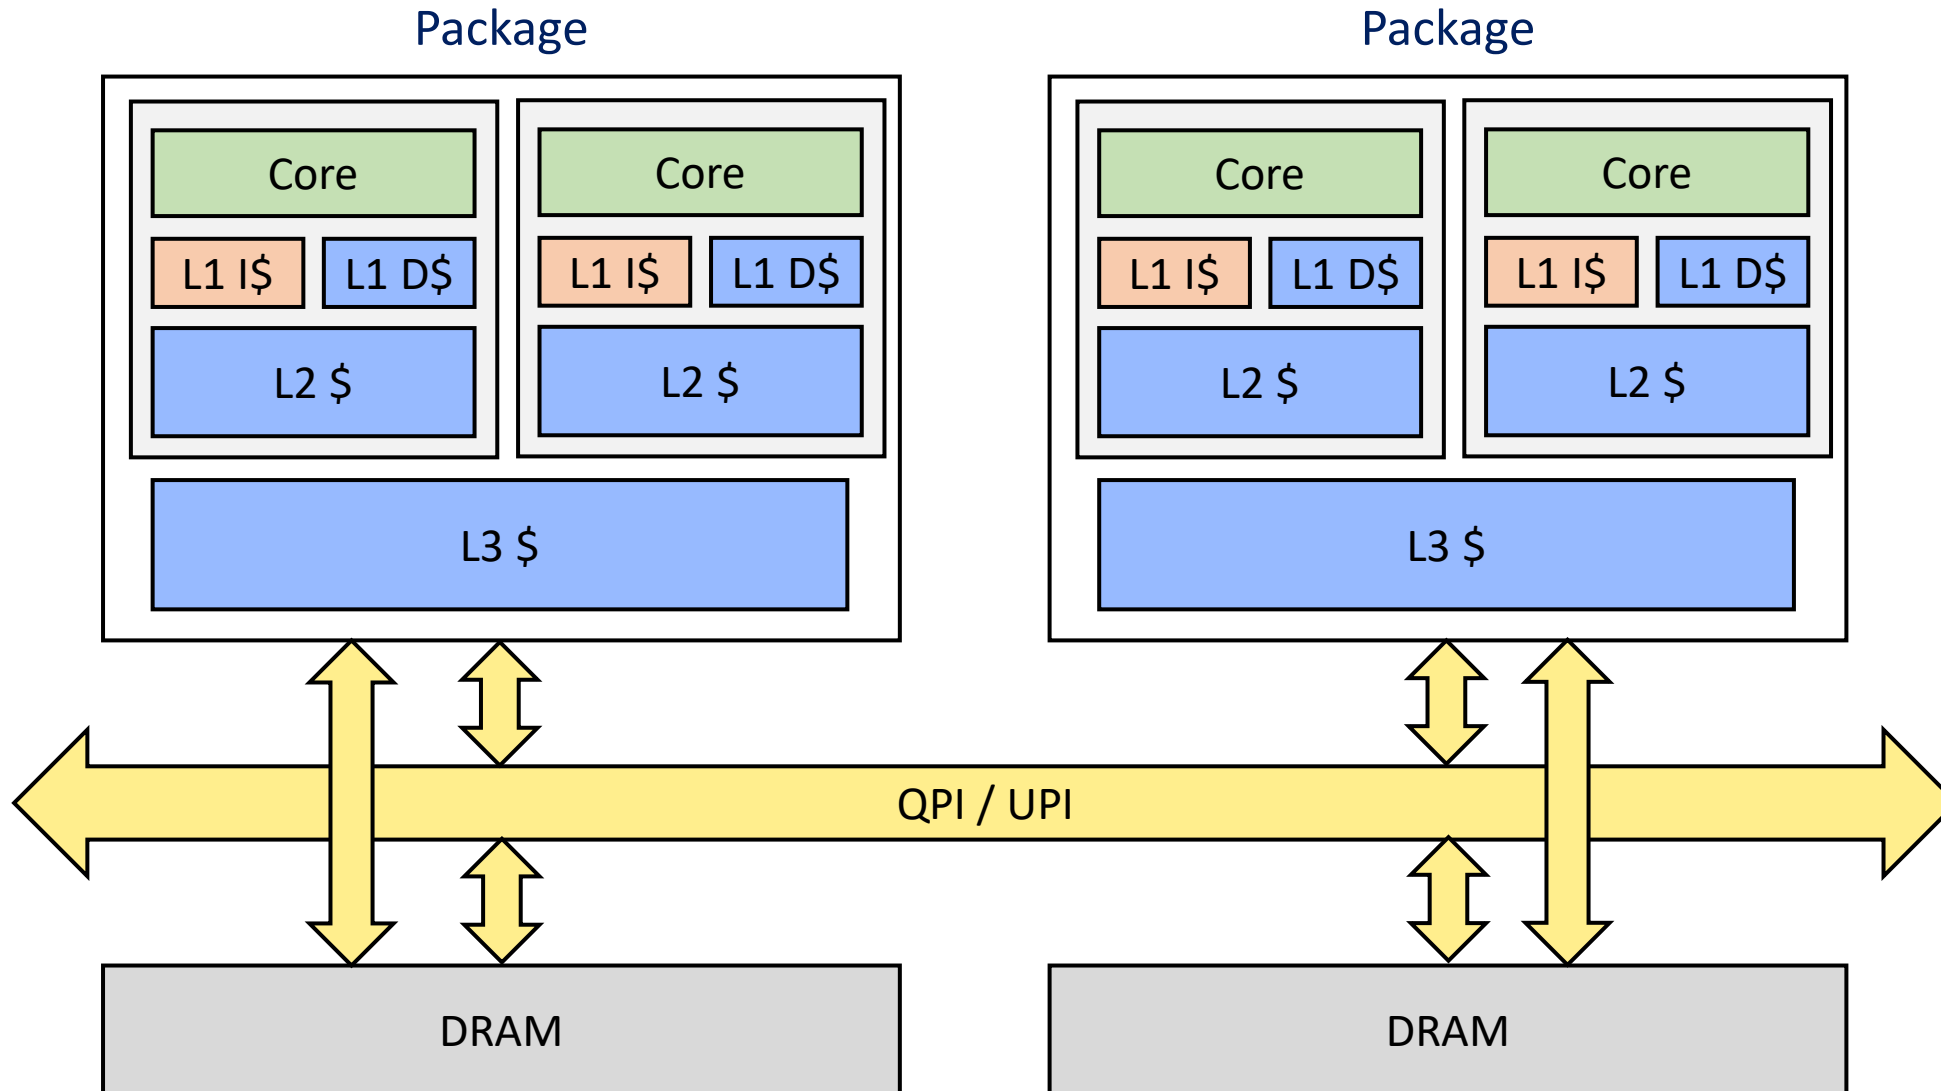 Package
Package
Core
Core
Core
Core
L1 I$
L1 D$
L1 I$
L1 D$
L1 I$
L1 D$
L1 I$
L1 D$
L2 $
L2 $
L2 $
L2 $
L3 $
L3 $
QPI / UPI
DRAM
DRAM